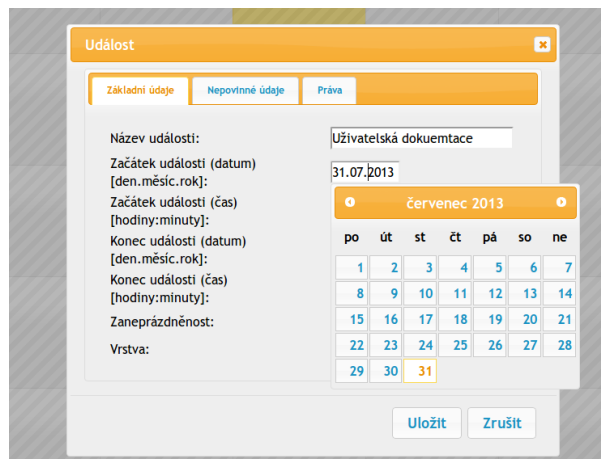 Událost
Základní údaje Nepovinné údaje Práva
Název události: Uživatelská dokuemtace
Začátek události (datum)
[den.měsíc.rok]: 31.07.2013
Začátek události (čas)
[hodiny:minuty]:
Konec události (datum)
[den.měsíc.rok]:
Konec události (čas)
[hodiny:minuty]:
Zaneprázdněnost:
Vrstva:
červenec 2013
po út st čt pá so ne
1 2 3 4 5 6 7
8 9 10 11 12 13 14
15 16 17 18 19 20 21
22 23 24 25 26 27 28
29 30 31
Uložit Zrušit